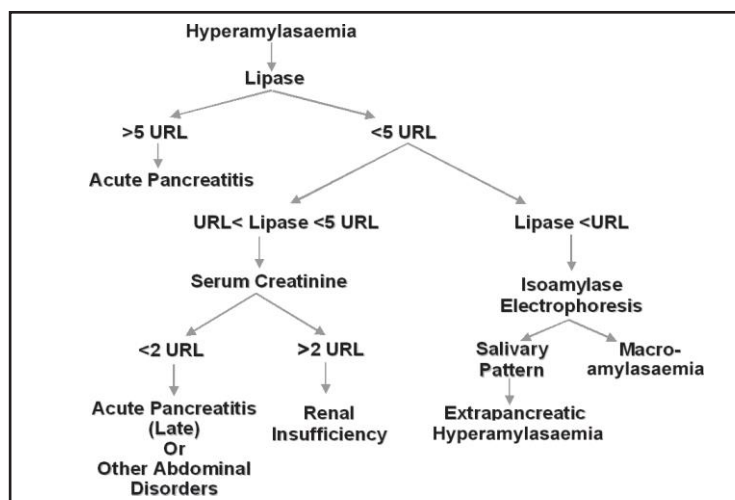 Hyperamylasaemia
Lipase
>5 URL
<5 URL
Acute Pancreatitis
URL< Lipase <5 URL
Lipase <URL
Serum Creatinine
Isoamylase
Electrophoresis
<2 URL
>2 URL
Salivary
Pattern
Macro-
amylasaemia
Acute Pancreatitis
(Late)
Or
Other Abdominal
Disorders
Renal
Insufficiency
Extrapancreatic
Hyperamylasaemia